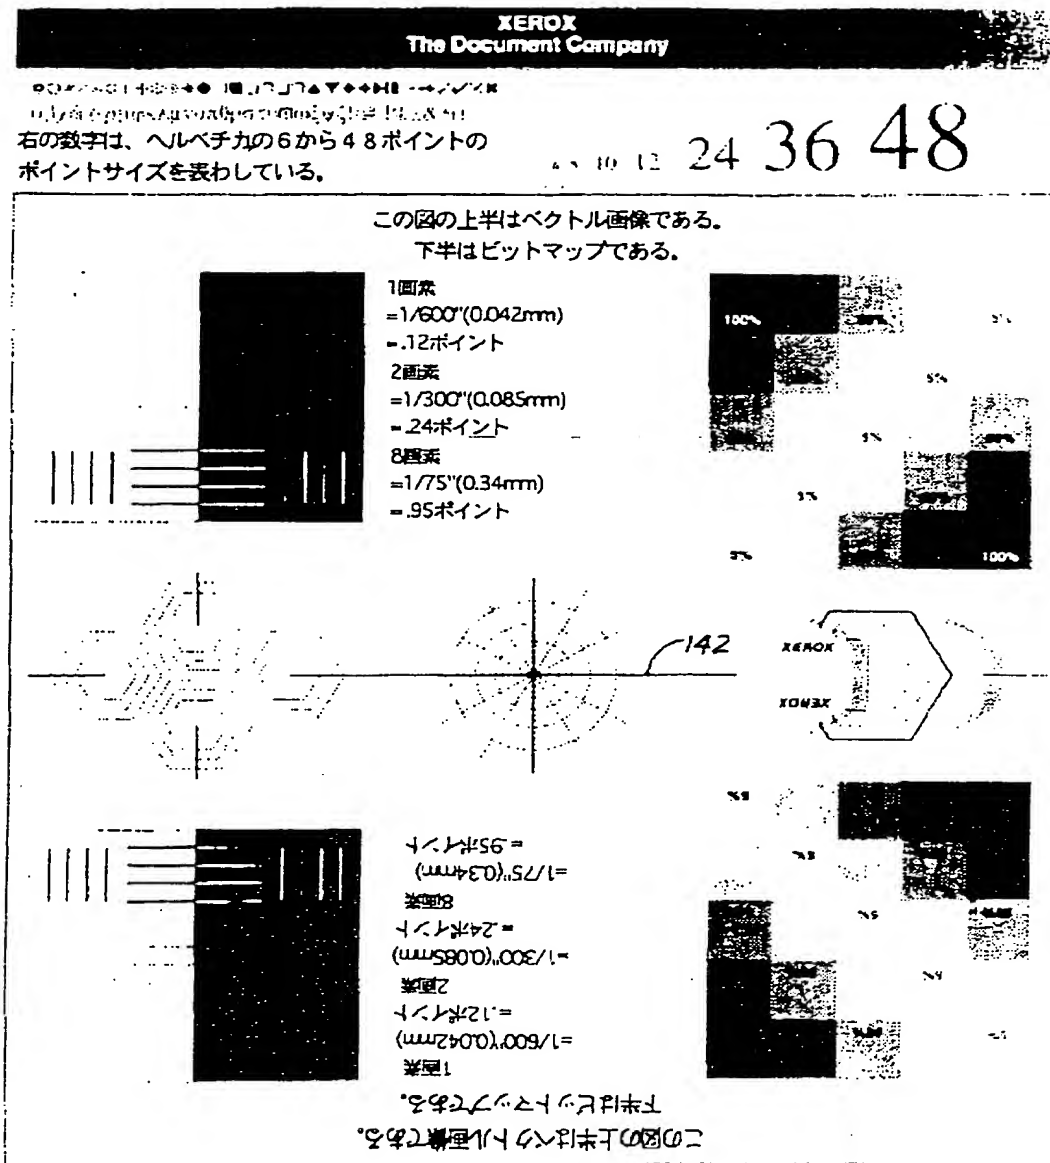 XEROX
The Document Company
右の数字は、ヘルベチカの6から48ポイントの
ポイントサイズを表わしている。
10 12 24 36 48
この図の上半はベクトル画像である。
下半はビットマップである。
1画素
=1/600"(0.042mm)
=.12ポイント
2画素
=1/300"(0.085mm)
=.24ポイント
8画素
=1/75"(0.34mm)
=.95ポイント
100%
5%
5%
5%
5%
5%
100%
142
XEROX
XEROX
5%
5%
5%
5%
5%
=.95ポイント
=1/75"(0.34mm)
8画素
=.24ポイント
=1/300"(0.085mm)
2画素
=.12ポイント
=1/600"(0.042mm)
1画素
下半はビットマップである。
この図の上半はベクトル画像である。